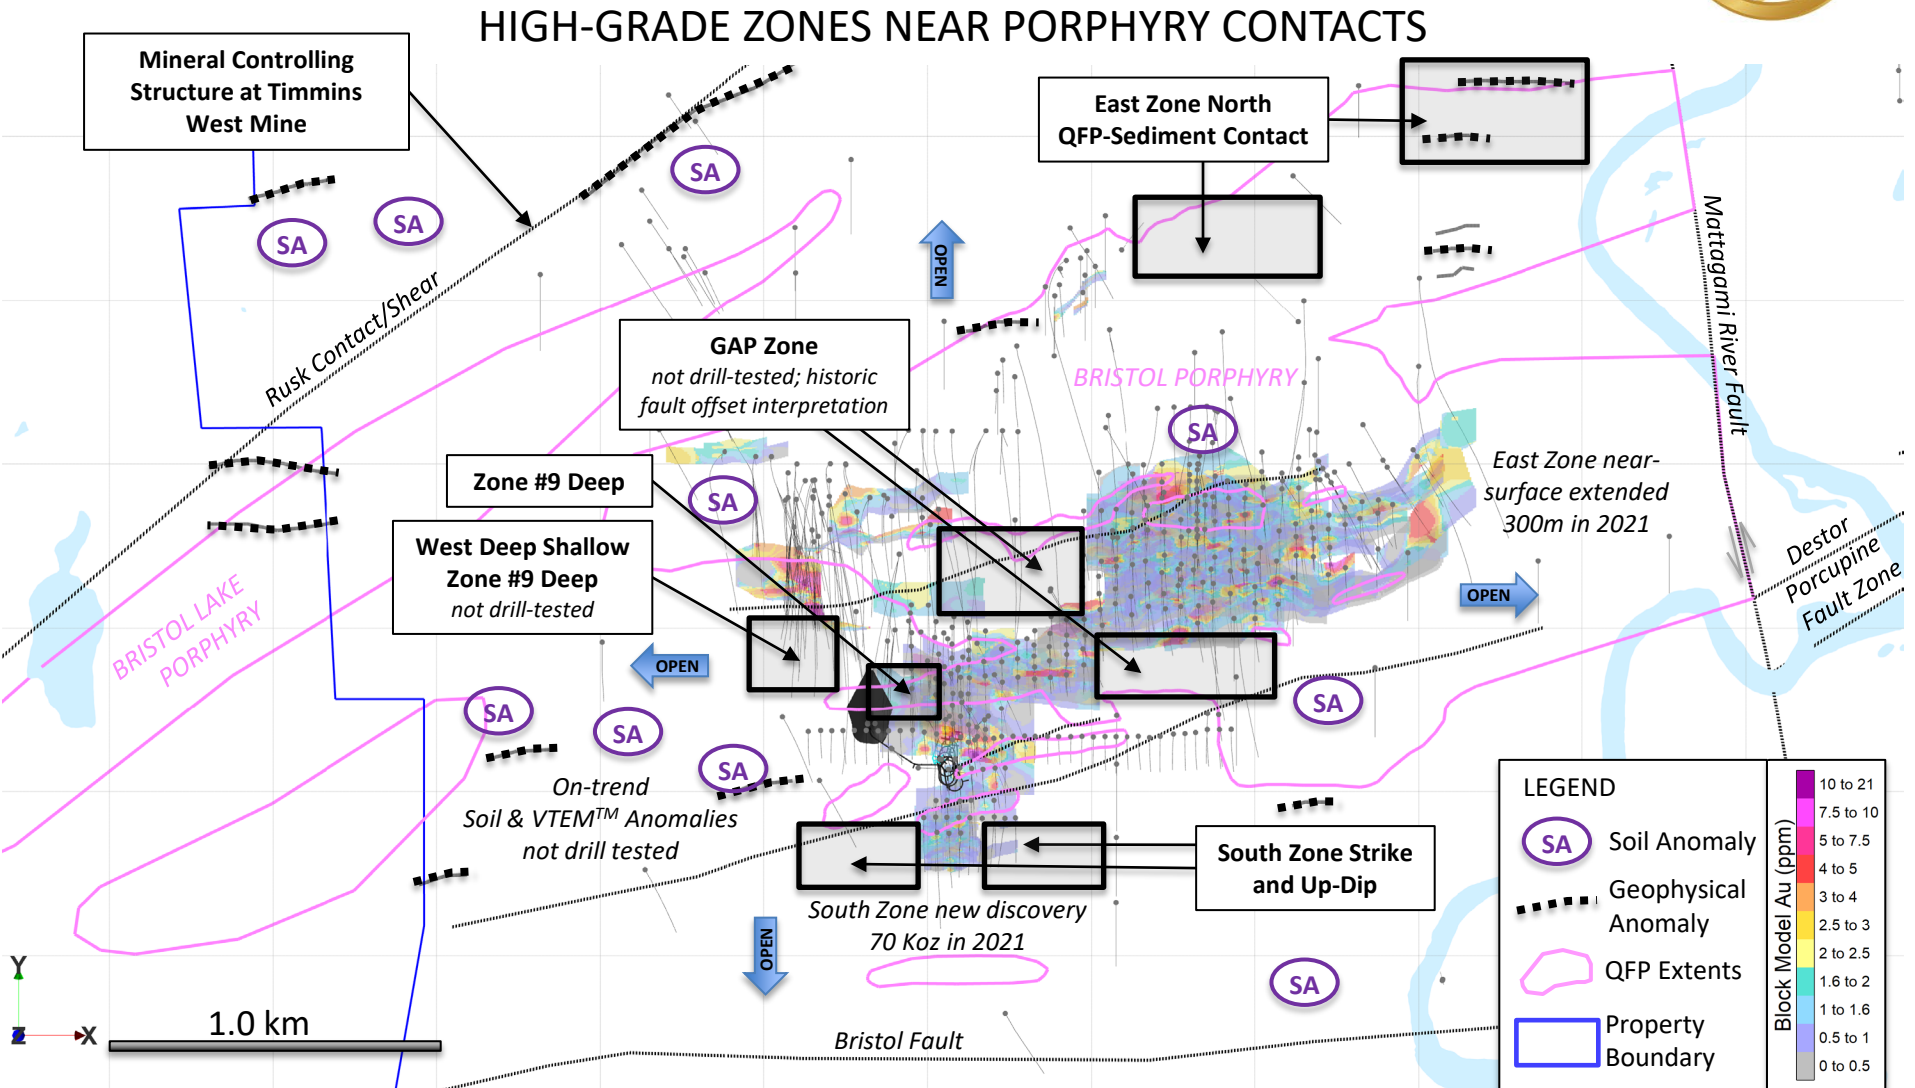 HIGH-GRADE ZONES NEAR PORPHYRY CONTACTS
Mineral Controlling
Structure at Timmins
West Mine
East Zone North
QFP-Sediment Contact
SA
SA
SA
OPEN
Mattagami River Fault
Rusk Contact/Shear
GAP Zone
not drill-tested; historic
fault offset interpretation
BRISTOL PORPHYRY
SA
Zone #9 Deep
SA
East Zone near-
surface extended
300m in 2021
West Deep Shallow
Zone #9 Deep
not drill-tested
Destor
Porcupine
Fault Zone
BRISTOL LAKE
PORPHYRY
OPEN
OPEN
SA
SA
SA
SA
On-trend
Soil & VTEM™ Anomalies
not drill tested
South Zone Strike
and Up-Dip
South Zone new discovery
70 Koz in 2021
OPEN
SA
Bristol Fault
Y
Z
X
1.0 km
LEGEND
SA Soil Anomaly
Geophysical
Anomaly
QFP Extents
Property
Boundary
Block Model Au (ppm)
10 to 21
7.5 to 10
5 to 7.5
4 to 5
3 to 4
2.5 to 3
2 to 2.5
1.6 to 2
1 to 1.6
0.5 to 1
0 to 0.5